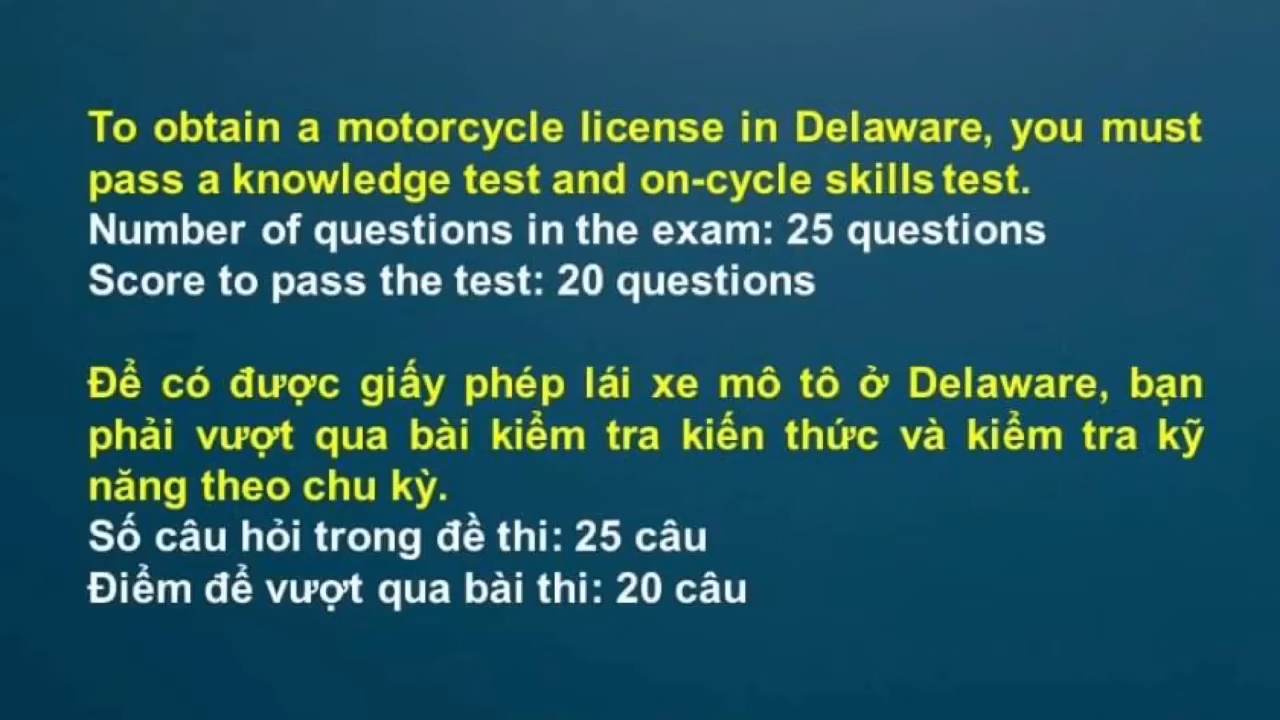 To obtain a motorcycle license in Delaware, you must
pass a knowledge test and on-cycle skills test.
Number of questions in the exam: 25 questions
Score to pass the test: 20 questions
Để có được giấy phép lái xe mô tô ở Delaware, bạn
phải vượt qua bài kiểm tra kiến thức và kiểm tra kỹ
năng theo chu kỳ.
Số câu hỏi trong đề thi: 25 câu
Điểm để vượt qua bài thi: 20 câu